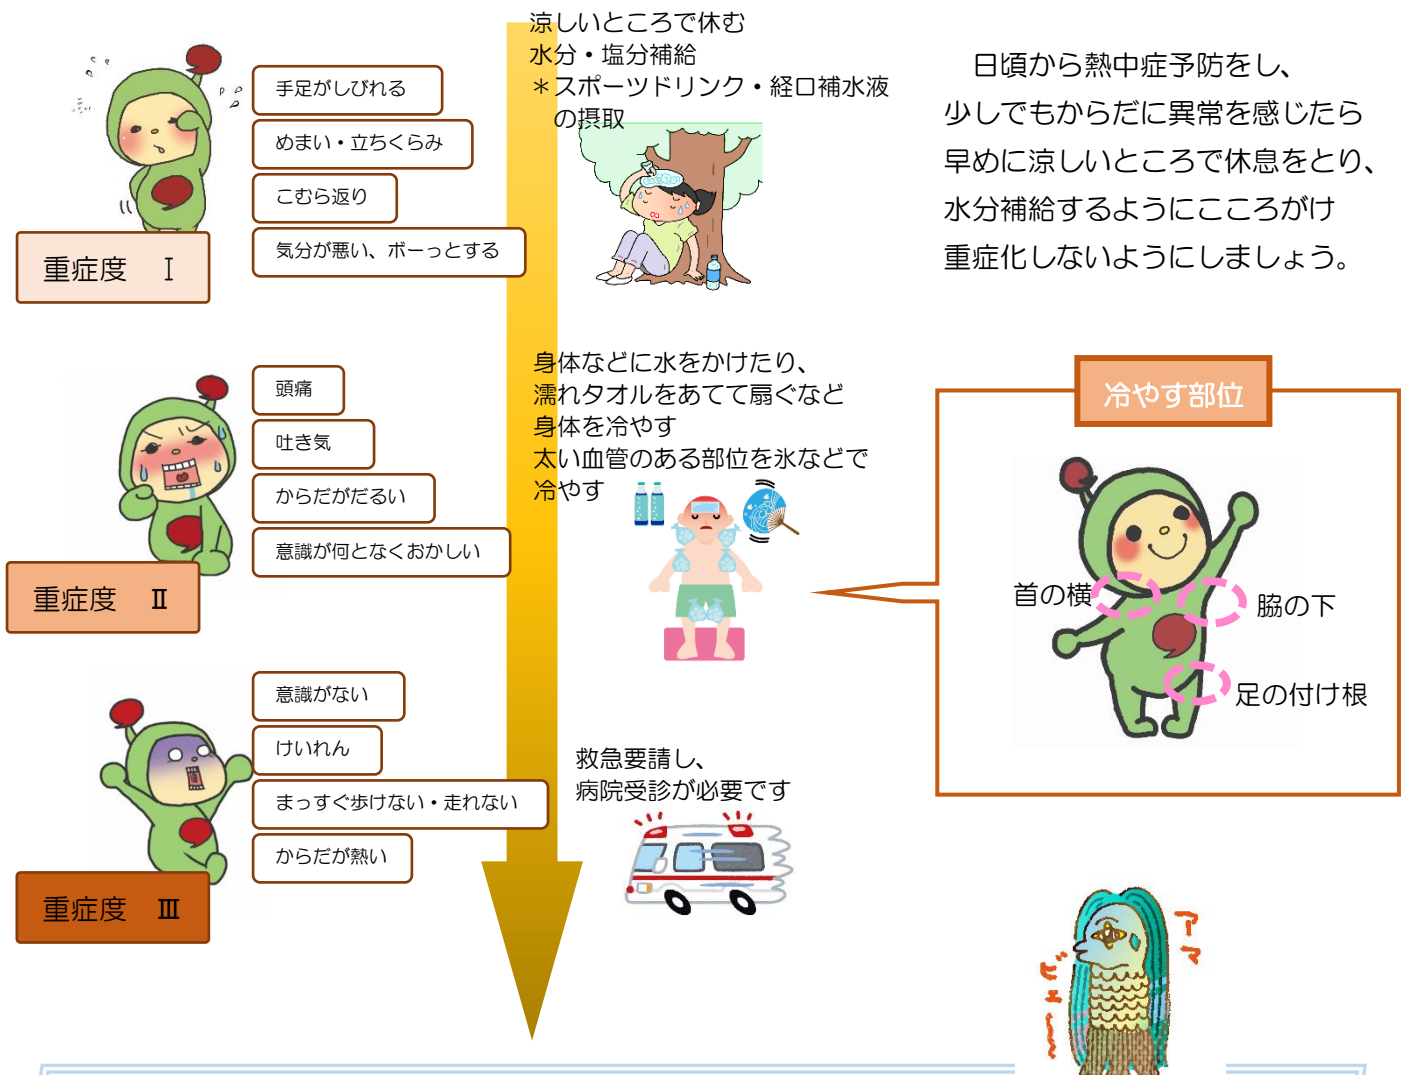 手足がしびれる
めまい・立ちくらみ
こむら返り
気分が悪い、ボーっとする
重症度　Ⅰ
涼しいところで休む
水分・塩分補給
＊スポーツドリンク・経口補水液
の摂取
日頃から熱中症予防をし、
少しでもからだに異常を感じたら
早めに涼しいところで休息をとり、
水分補給するようにこころがけ
重症化しないようにしましょう。
頭痛
吐き気
からだがだるい
意識が何となくおかしい
重症度　Ⅱ
身体などに水をかけたり、
濡れタオルをあてて扇ぐなど
身体を冷やす
太い血管のある部位を氷などで
冷やす
冷やす部位
首の横
脇の下
足の付け根
意識がない
けいれん
まっすぐ歩けない・走れない
からだが熱い
重症度　Ⅲ
救急要請し、
病院受診が必要です
アマ
ビエ〜